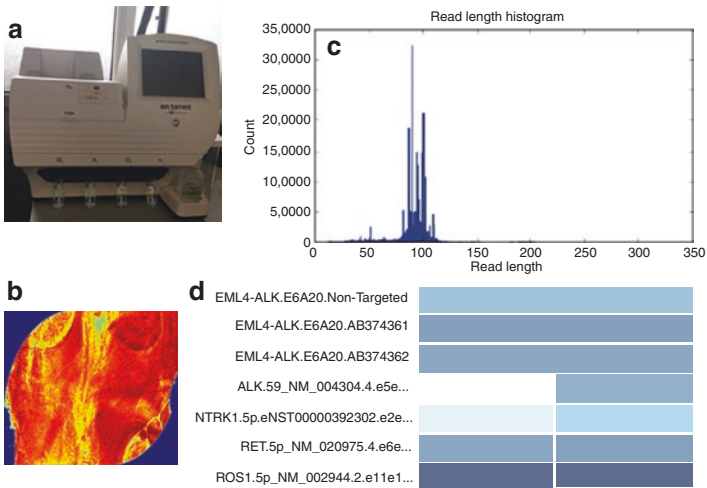 a
ion torrent
b
Read length histogram
c
Count
35,0000
30,0000
25,0000
20,0000
15,0000
10,0000
5,0000
0
0 50 100 150 200 250 300 350
Read length
d
EML4-ALK.E6A20.Non-Targeted
EML4-ALK.E6A20.AB374361
EML4-ALK.E6A20.AB374362
ALK.59_NM_004304.4.e5e...
NTRK1.5p.eNST00000392302.e2e...
RET.5p_NM_020975.4.e6e...
ROS1.5p_NM_002944.2.e11e1...